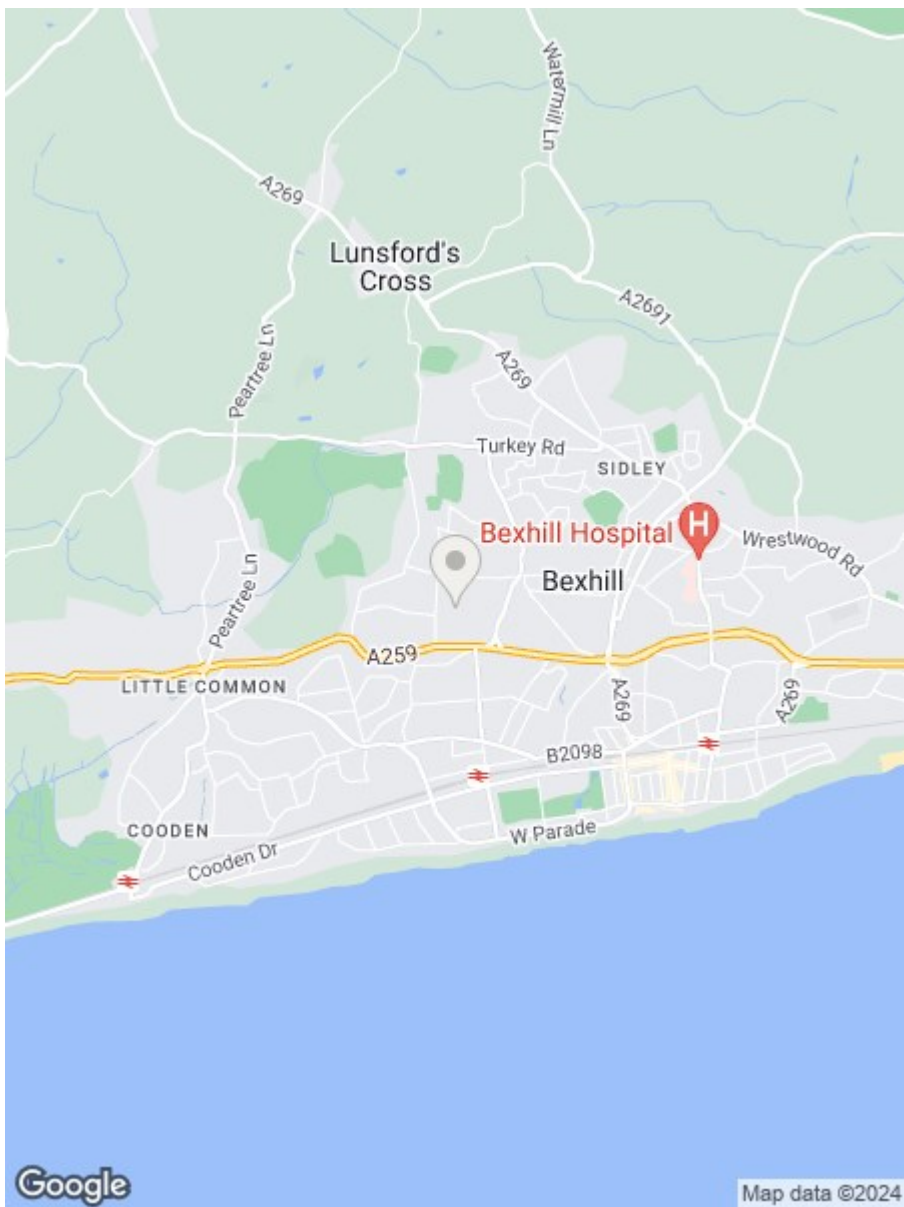 Watermill Ln
A269
Lunsford's
Cross
A2691
Peartree Ln
A269
Turkey Rd
SIDLEY
Bexhill Hospital
H
Wrestwood Rd
Bexhill
Peartree Ln
A259
LITTLE COMMON
A269
A269
B2098
COODEN
W Parade
Cooden Dr
Google
Map data ©2024